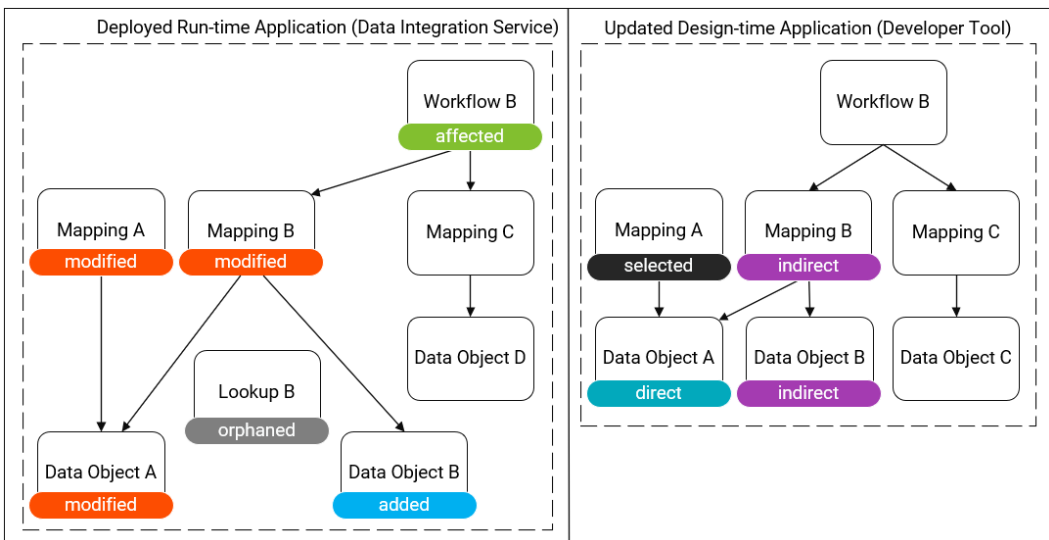 Deployed Run-time Application (Data Integration Service)
Workflow B
affected
Mapping A
modified
Mapping B
modified
Mapping C
Data Object D
Lookup B
orphaned
Data Object A
modified
Data Object B
added
Updated Design-time Application (Developer Tool)
Workflow B
Mapping A
selected
Mapping B
indirect
Mapping C
Data Object A
direct
Data Object B
indirect
Data Object C